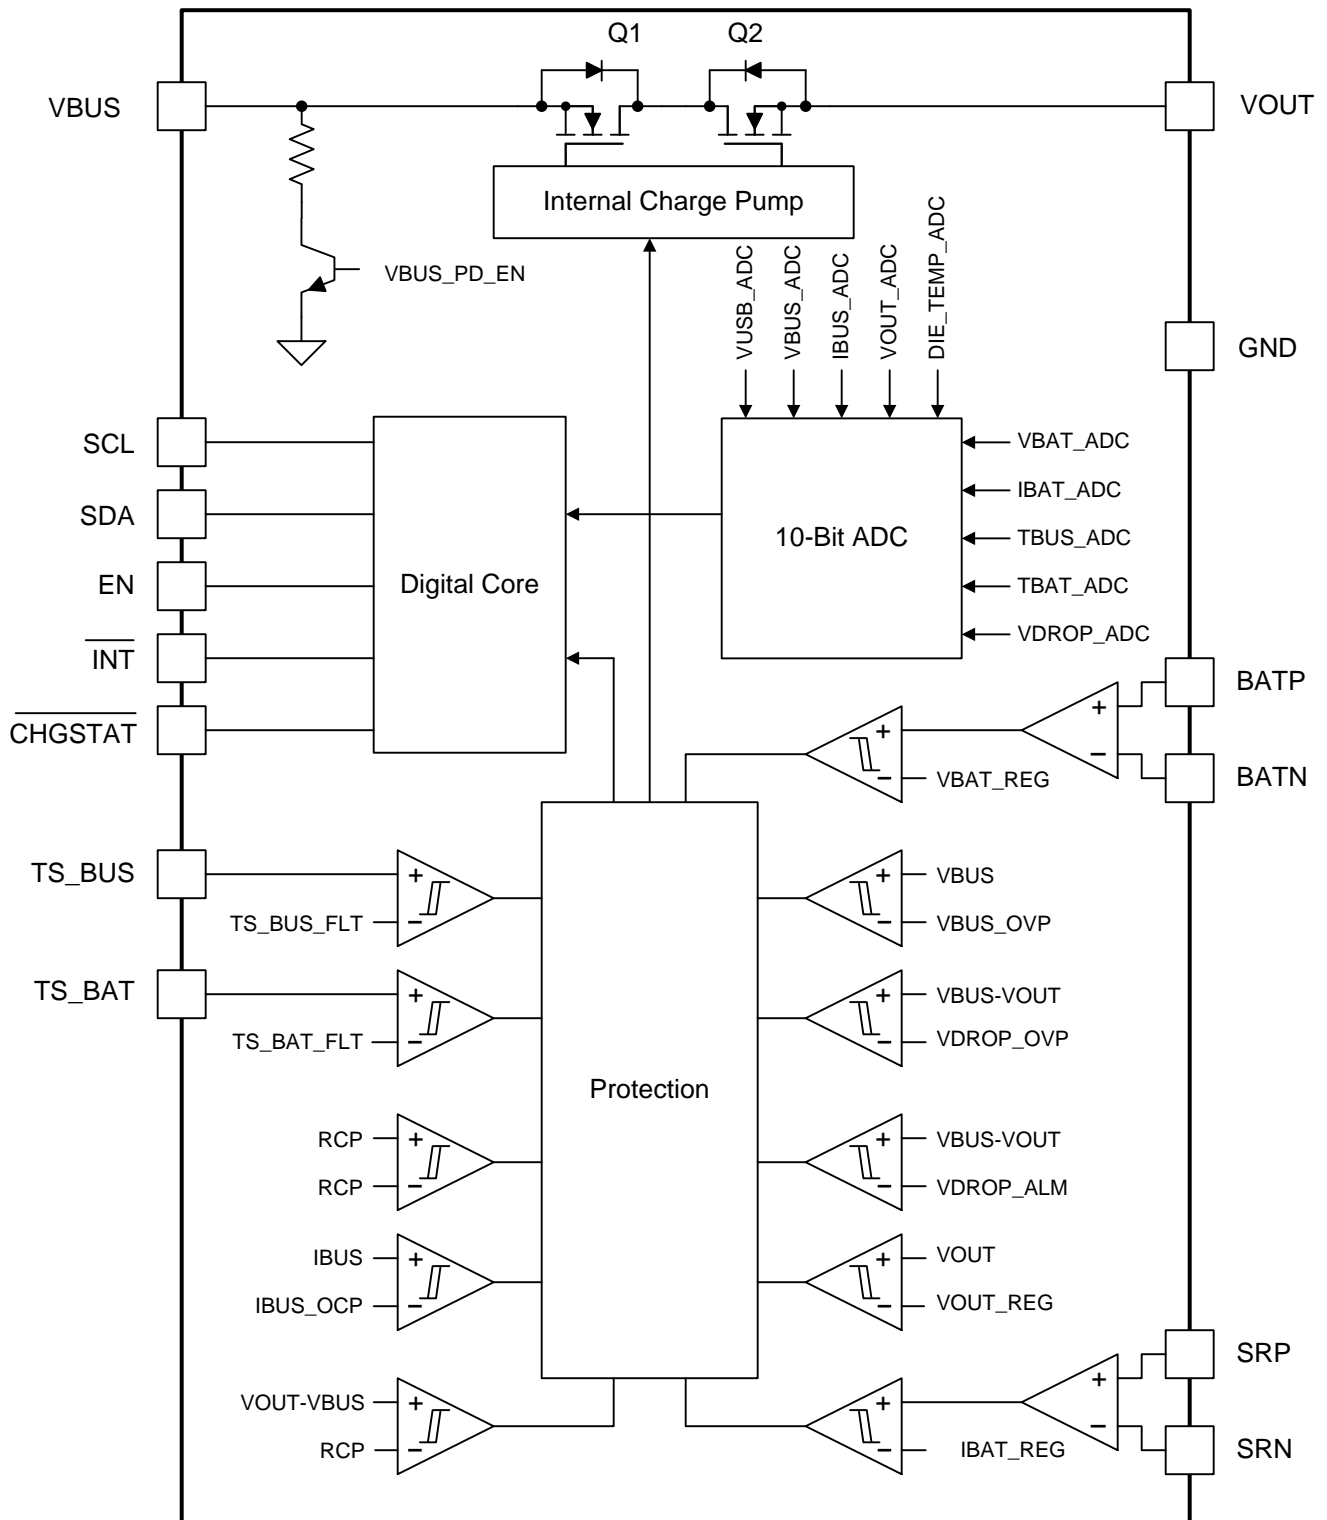 Q1
Q2
VBUS
VOUT
Internal Charge Pump
VBUS_PD_EN
VUSB_ADC
VBUS_ADC
IBUS_ADC
VOUT_ADC
DIE_TEMP_ADC
GND
SCL
SDA
EN
INT
CHGSTAT
Digital Core
10-Bit ADC
VBAT_ADC
IBAT_ADC
TBUS_ADC
TBAT_ADC
VDROP_ADC
BATP
BATN
+
−
+
−
VBAT_REG
TS_BUS
+
−
TS_BUS_FLT
TS_BAT
+
−
TS_BAT_FLT
RCP
+
RCP
−
IBUS
+
IBUS_OCP
−
VOUT-VBUS
+
RCP
−
Protection
+
VBUS
−
VBUS_OVP
+
VBUS-VOUT
−
VDROP_OVP
+
VBUS-VOUT
−
VDROP_ALM
+
VOUT
−
VOUT_REG
+
−
IBAT_REG
+
−
SRP
SRN